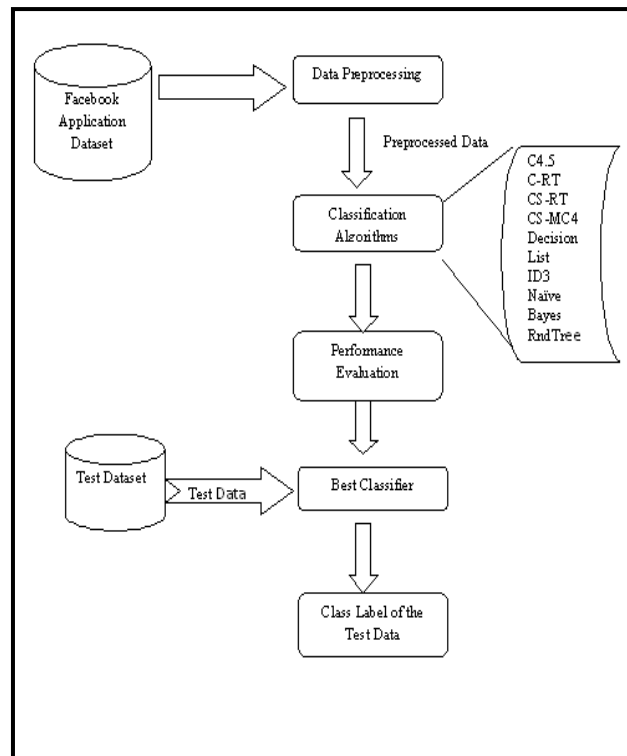 Facebook
Application
Dataset
Data Preprocessing
Preprocessed Data
Classification
Algorithms
C4.5
C-RT
CS-RT
CS-MC4
Decision
List
ID3
Naïve
Bayes
RndTree
Performance
Evaluation
Test Dataset
Test Data
Best Classifier
Class Label of the
Test Data